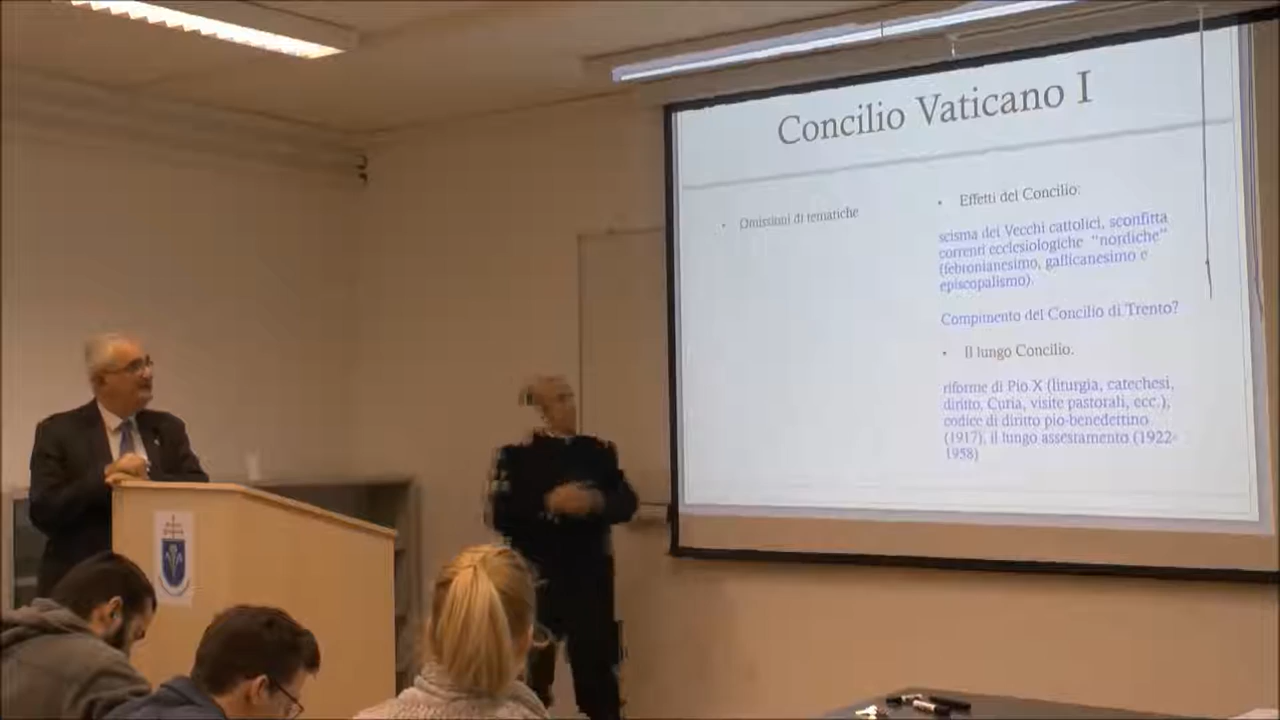 Concilio Vaticano I
• Omissioni di tematiche
• Effetti del Concilio:
scisma dei Vecchi cattolici, sconfitta
correnti ecclesiologiche "nordiche"
(febronianesimo, gallicanesimo e
episcopalismo).
Compimento del Concilio di Trento?
• Il lungo Concilio.
riforme di Pio X (liturgia, catechesi,
diritto, Curia, visite pastorali, ecc.),
codice di diritto pio-benedettino
(1917), il lungo assestamento (1922-
1958)